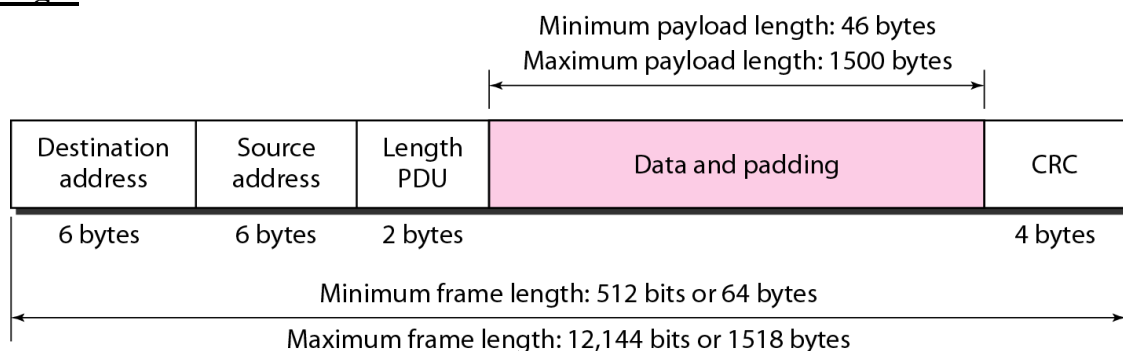 Minimum payload length: 46 bytes
Maximum payload length: 1500 bytes
Destination address
Source address
Length PDU
Data and padding
CRC
6 bytes
6 bytes
2 bytes
4 bytes
Minimum frame length: 512 bits or 64 bytes
Maximum frame length: 12,144 bits or 1518 bytes